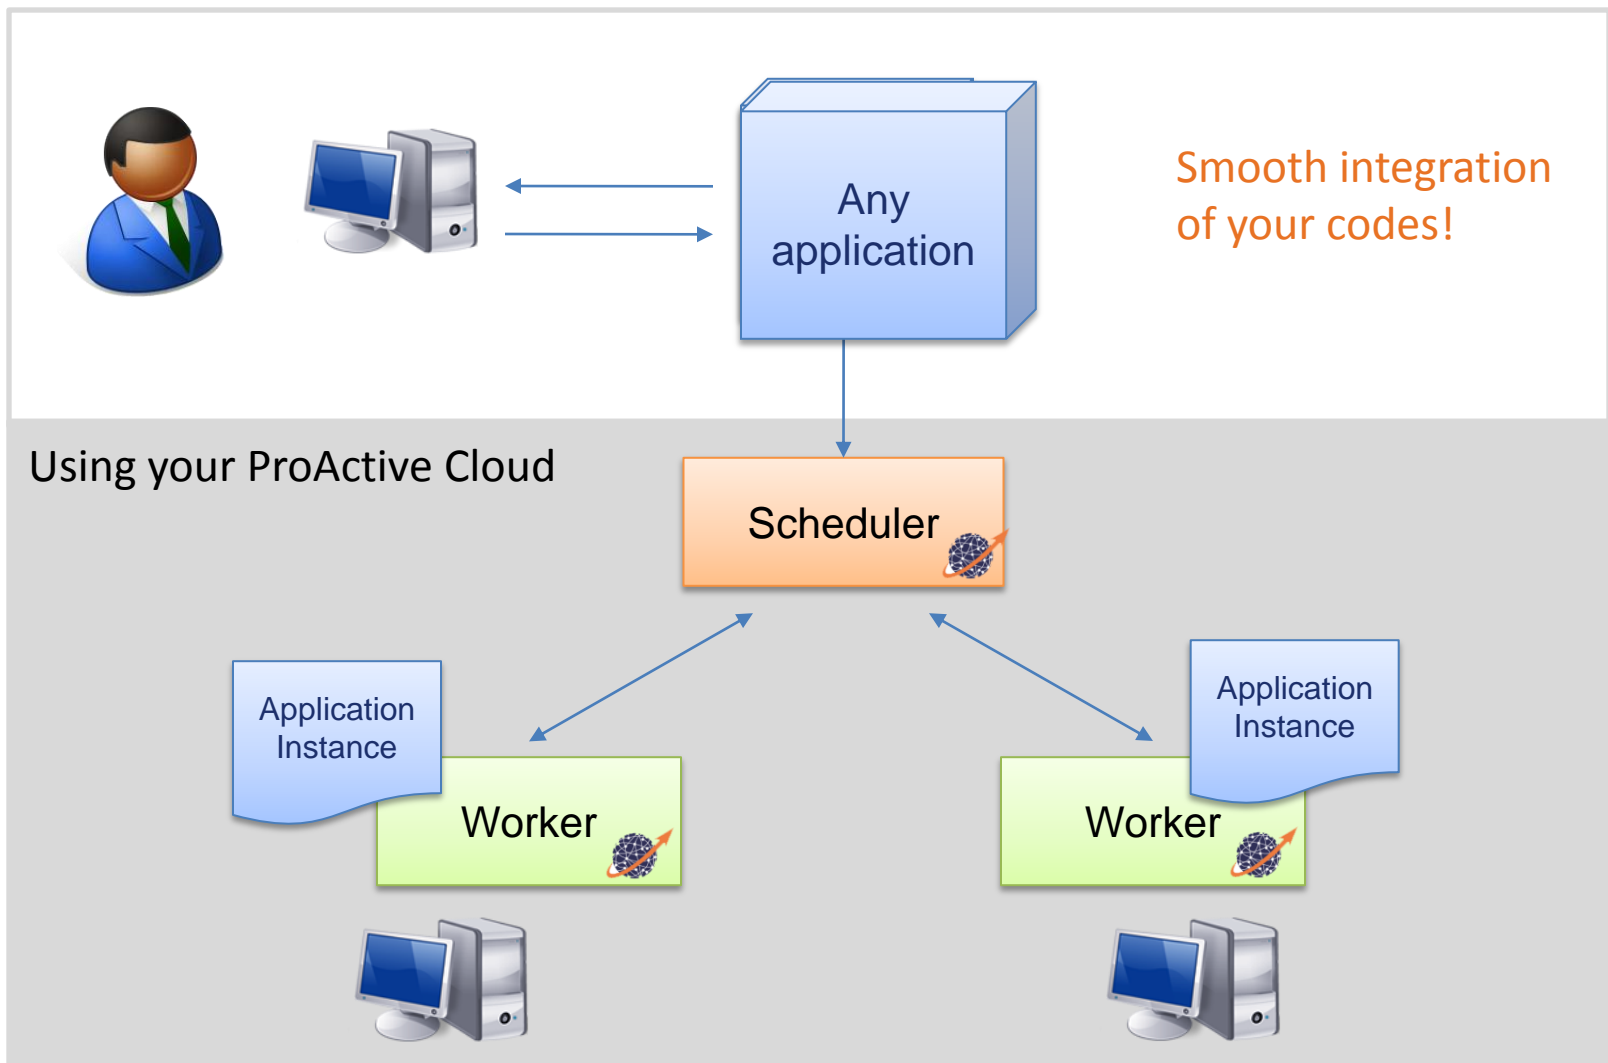 Any
application
Smooth integration
of your codes!
Using your ProActive Cloud
Scheduler
Application
Instance
Worker
Application
Instance
Worker